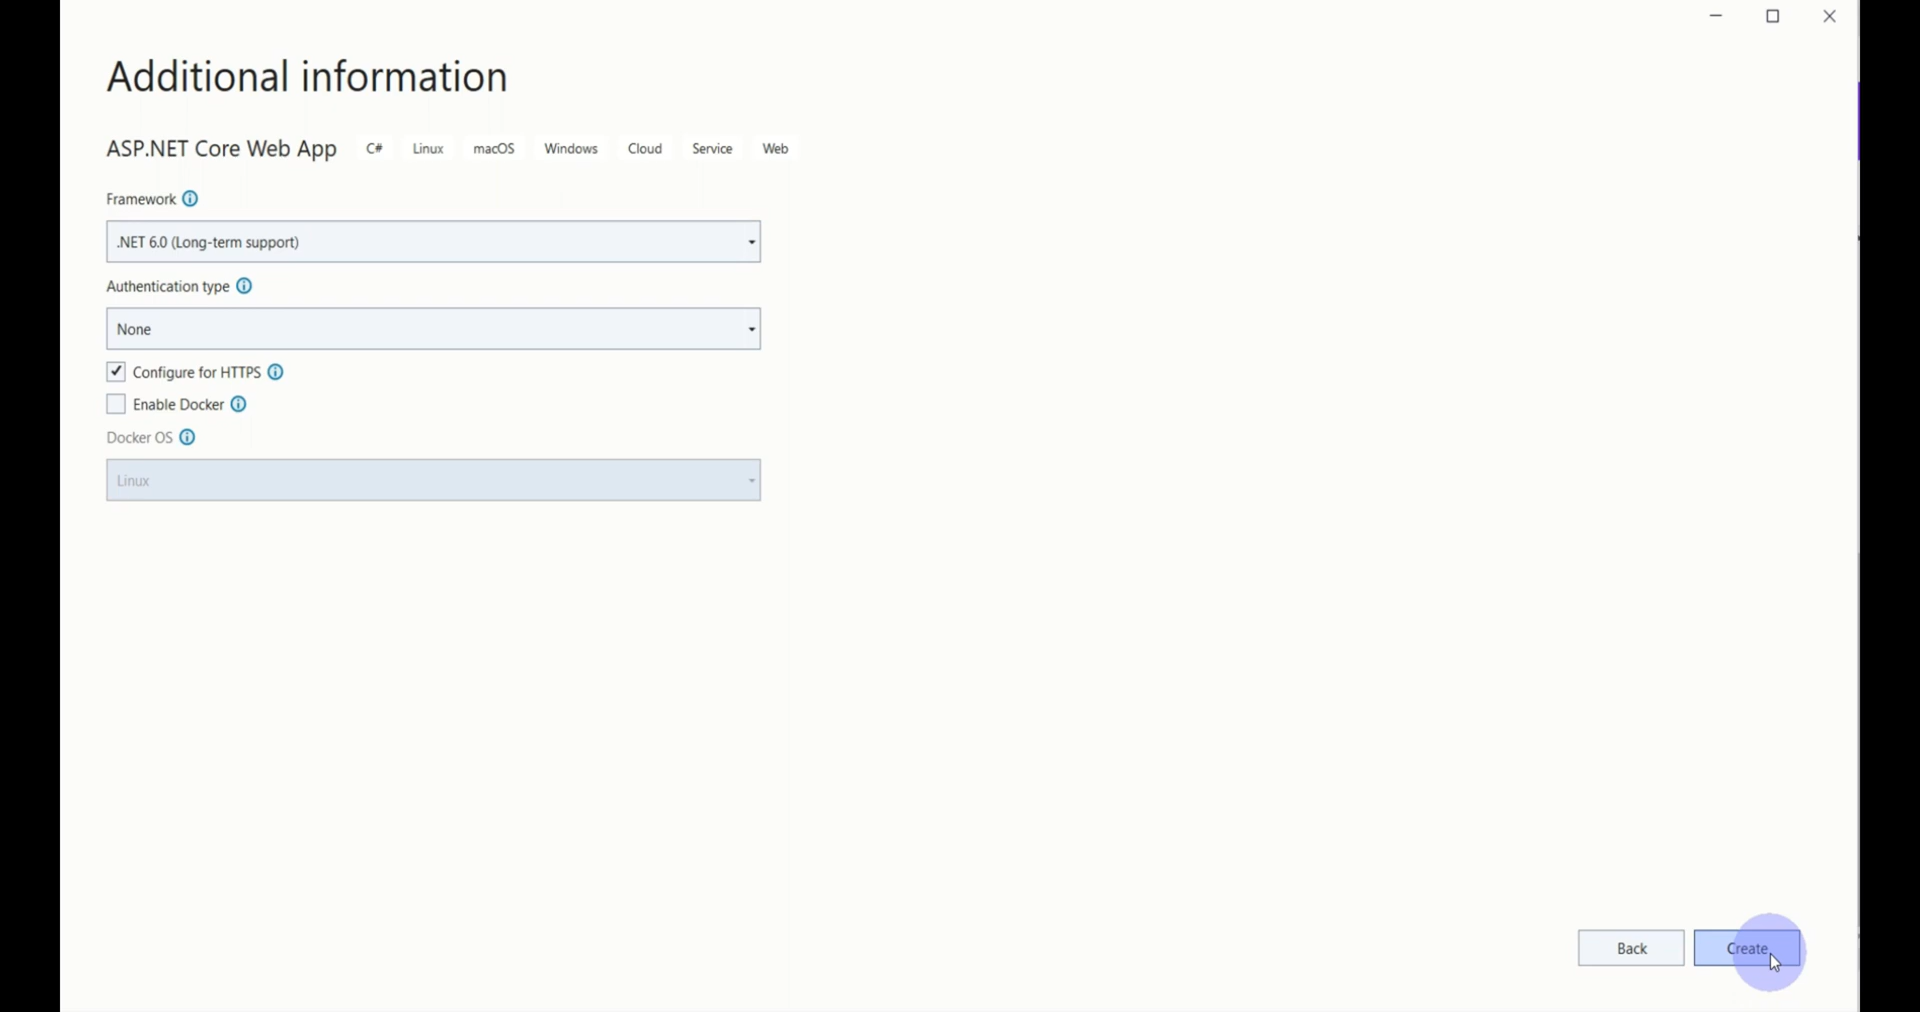 Additional information
ASP.NET Core Web App C# Linux macOS Windows Cloud Service Web
Framework
.NET 6.0 (Long-term support)
Authentication type
None
Configure for HTTPS
Enable Docker
Docker OS
Linux
Back Create